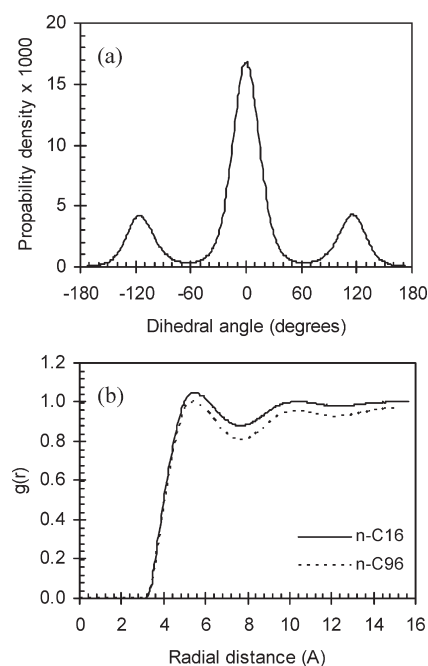 (a)
Propability density x 1000
20
15
10
5
0
-180 -120 -60 0 60 120 180
Dihedral angle (degrees)
(b)
g(r)
1.2
1.0
0.8
0.6
0.4
0.2
0.0
n-C16
n-C96
0 2 4 6 8 10 12 14 16
Radial distance (A)